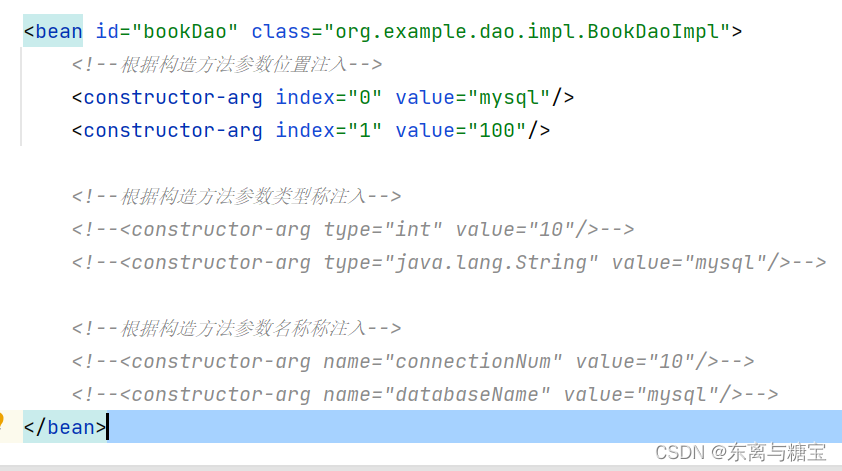 <bean id="bookDao" class="org.example.dao.impl.BookDaoImpl">
<!--根据构造方法参数位置注入-->
<constructor-arg index="0" value="mysql"/>
<constructor-arg index="1" value="100"/>
<!--根据构造方法参数类型称注入-->
<!--<constructor-arg type="int" value="10"/>-->
<!--<constructor-arg type="java.lang.String" value="mysql"/>-->
<!--根据构造方法参数名称称注入-->
<!--<constructor-arg name="connectionNum" value="10"/>-->
<!--<constructor-arg name="databaseName" value="mysql"/>-->
</bean>
CSDN @东离与糖宝